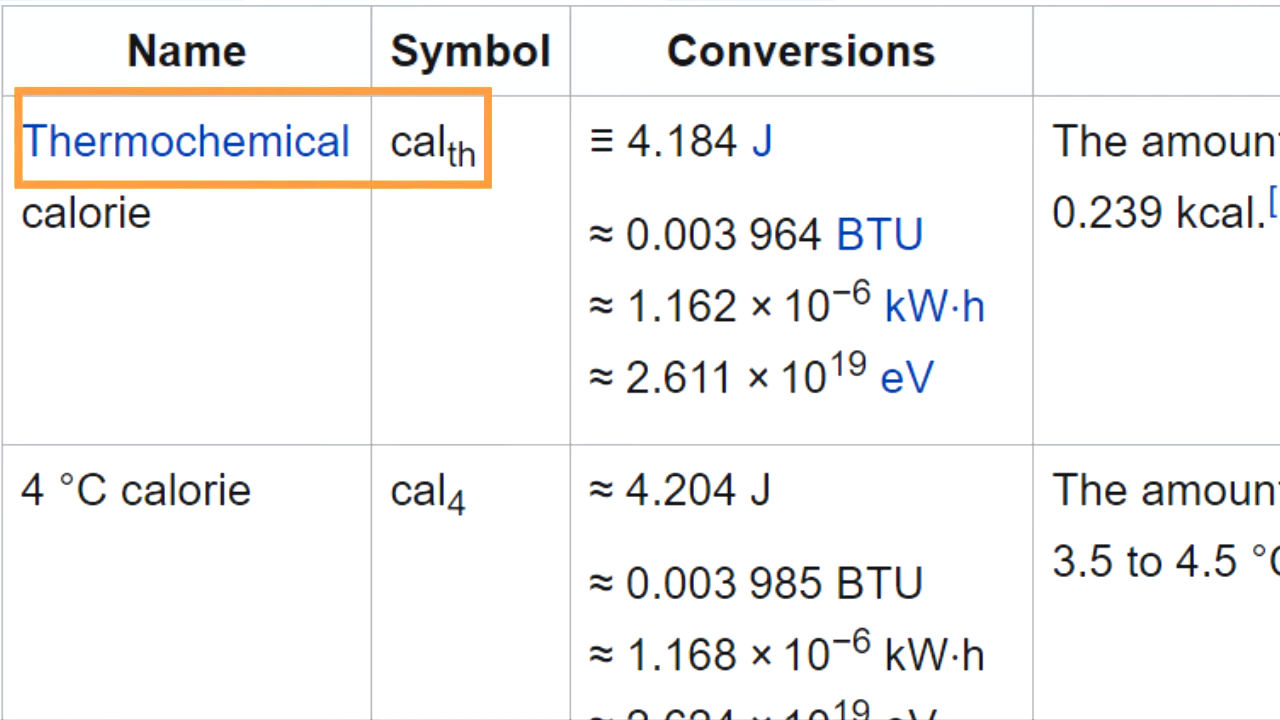 Name Symbol Conversions
Thermochemical calₜₕ ≡ 4.184 J The amoun
calorie 0.239 kcal.[
≈ 0.003 964 BTU
≈ 1.162 × 10⁻⁶ kW·h
≈ 2.611 × 10¹⁹ eV
4 °C calorie cal₄ ≈ 4.204 J The amoun
3.5 to 4.5 °C
≈ 0.003 985 BTU
≈ 1.168 × 10⁻⁶ kW·h